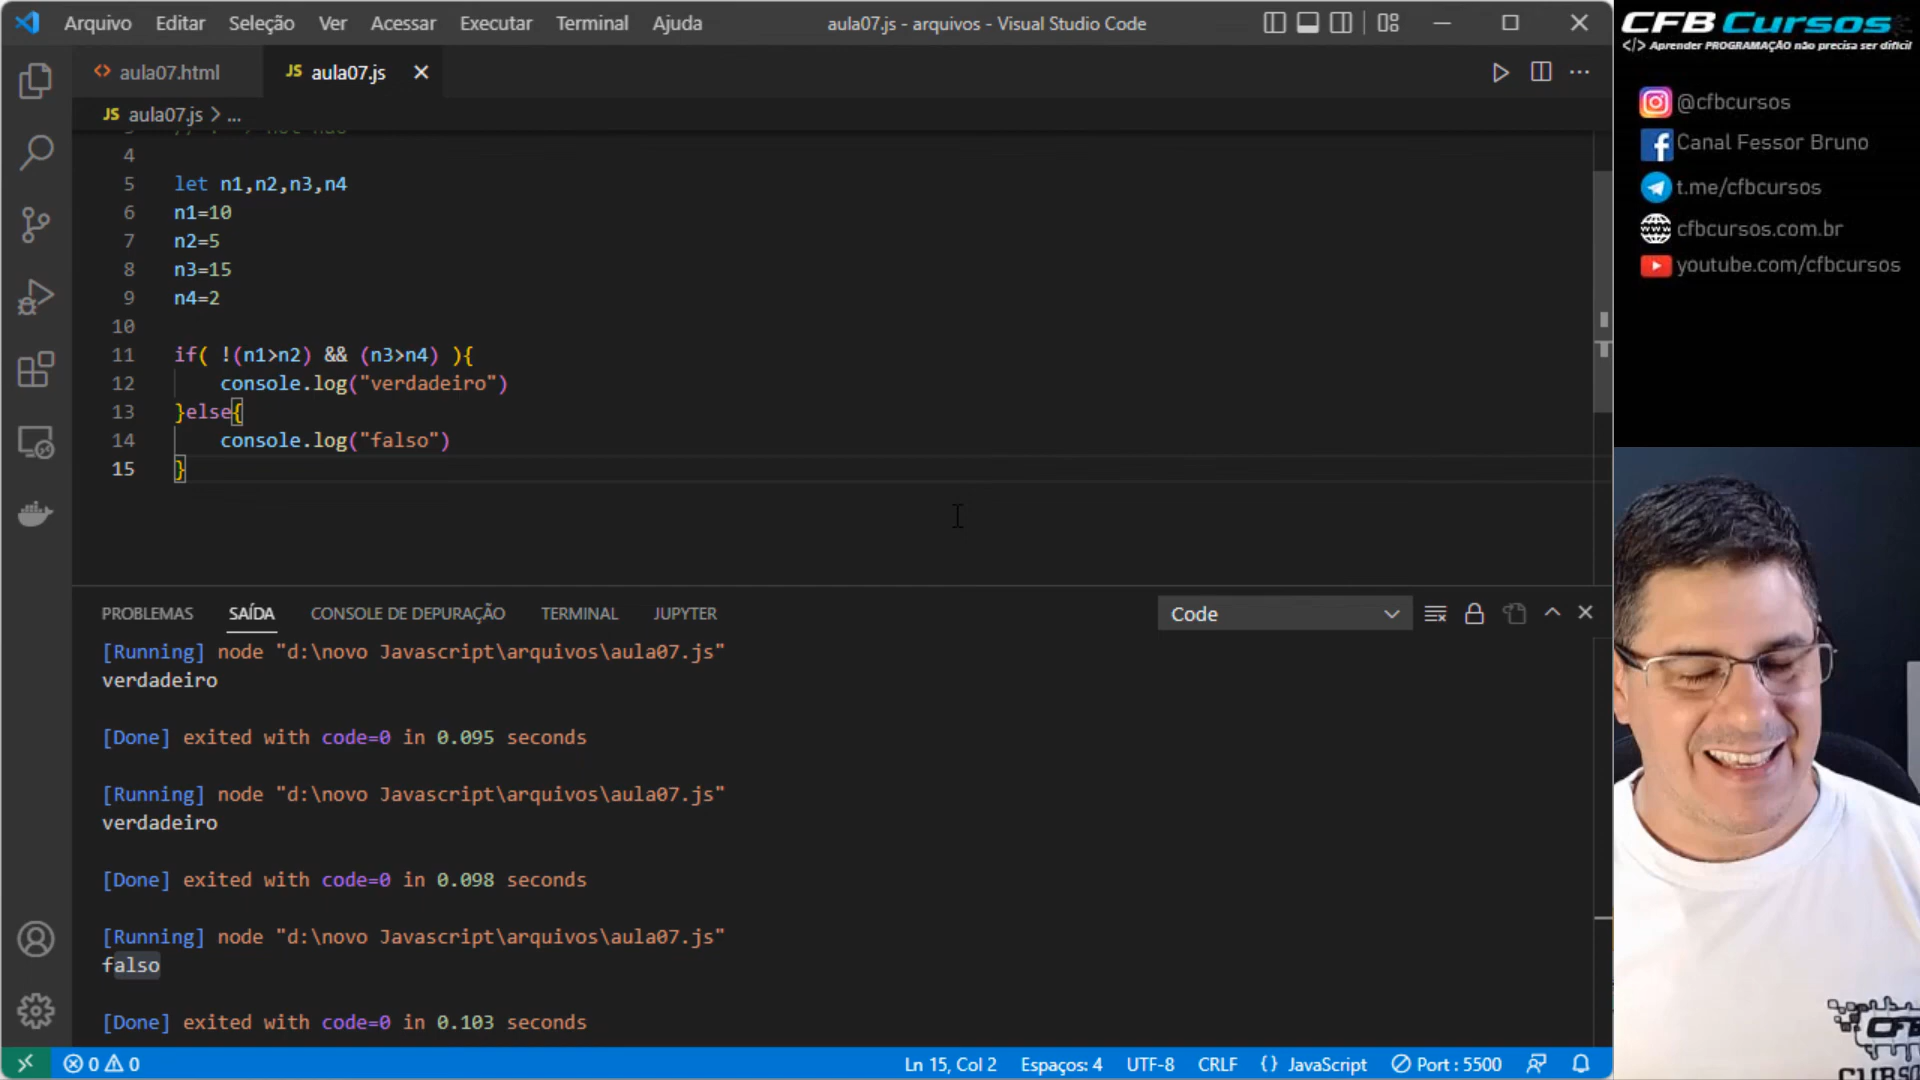 Arquivo Editar Seleção Ver Acessar Executar Terminal Ajuda
aula07.js - arquivos - Visual Studio Code
aula07.html
JS aula07.js
JS aula07.js > ...
4
5 let n1,n2,n3,n4
6 n1=10
7 n2=5
8 n3=15
9 n4=2
10
11 if( !(n1>n2) && (n3>n4) ){
12 console.log("verdadeiro")
13 }else{
14 console.log("falso")
15 }
PROBLEMAS SAÍDA CONSOLE DE DEPURAÇÃO TERMINAL JUPYTER
Code
[Running] node "d:\novo Javascript\arquivos\aula07.js"
verdadeiro
[Done] exited with code=0 in 0.095 seconds
[Running] node "d:\novo Javascript\arquivos\aula07.js"
verdadeiro
[Done] exited with code=0 in 0.098 seconds
[Running] node "d:\novo Javascript\arquivos\aula07.js"
falso
[Done] exited with code=0 in 0.103 seconds
0 0
Ln 15, Col 2 Espaços: 4 UTF-8 CRLF {} JavaScript Port : 5500
CFB Cursos
</> Aprender PROGRAMAÇÃO não precisa ser difícil
@cfbcursos
Canal Fessor Bruno
t.me/cfbcursos
cfbcursos.com.br
youtube.com/cfbcursos
CFB
CURSO